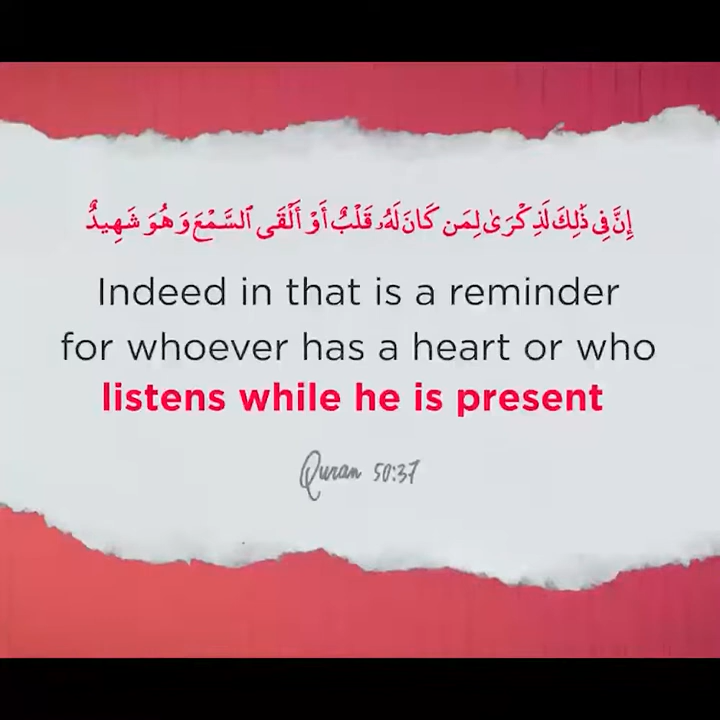 إِنَّ فِي ذَٰلِكَ لَذِكْرَىٰ لِمَن كَانَ لَهُۥ قَلْبٌ أَوْ أَلْقَى ٱلسَّمْعَ وَهُوَ شَهِيدٌ
Indeed in that is a reminder
for whoever has a heart or who
listens while he is present
Quran 50:37